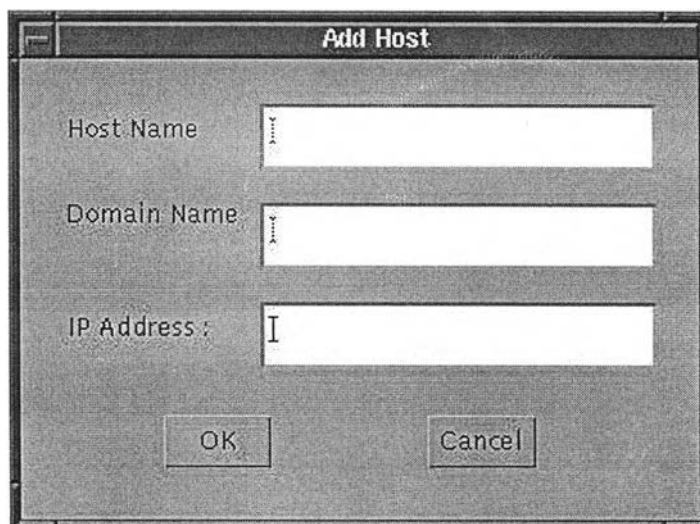 Add Host
Host Name
Domain Name
IP Address :
OK
Cancel